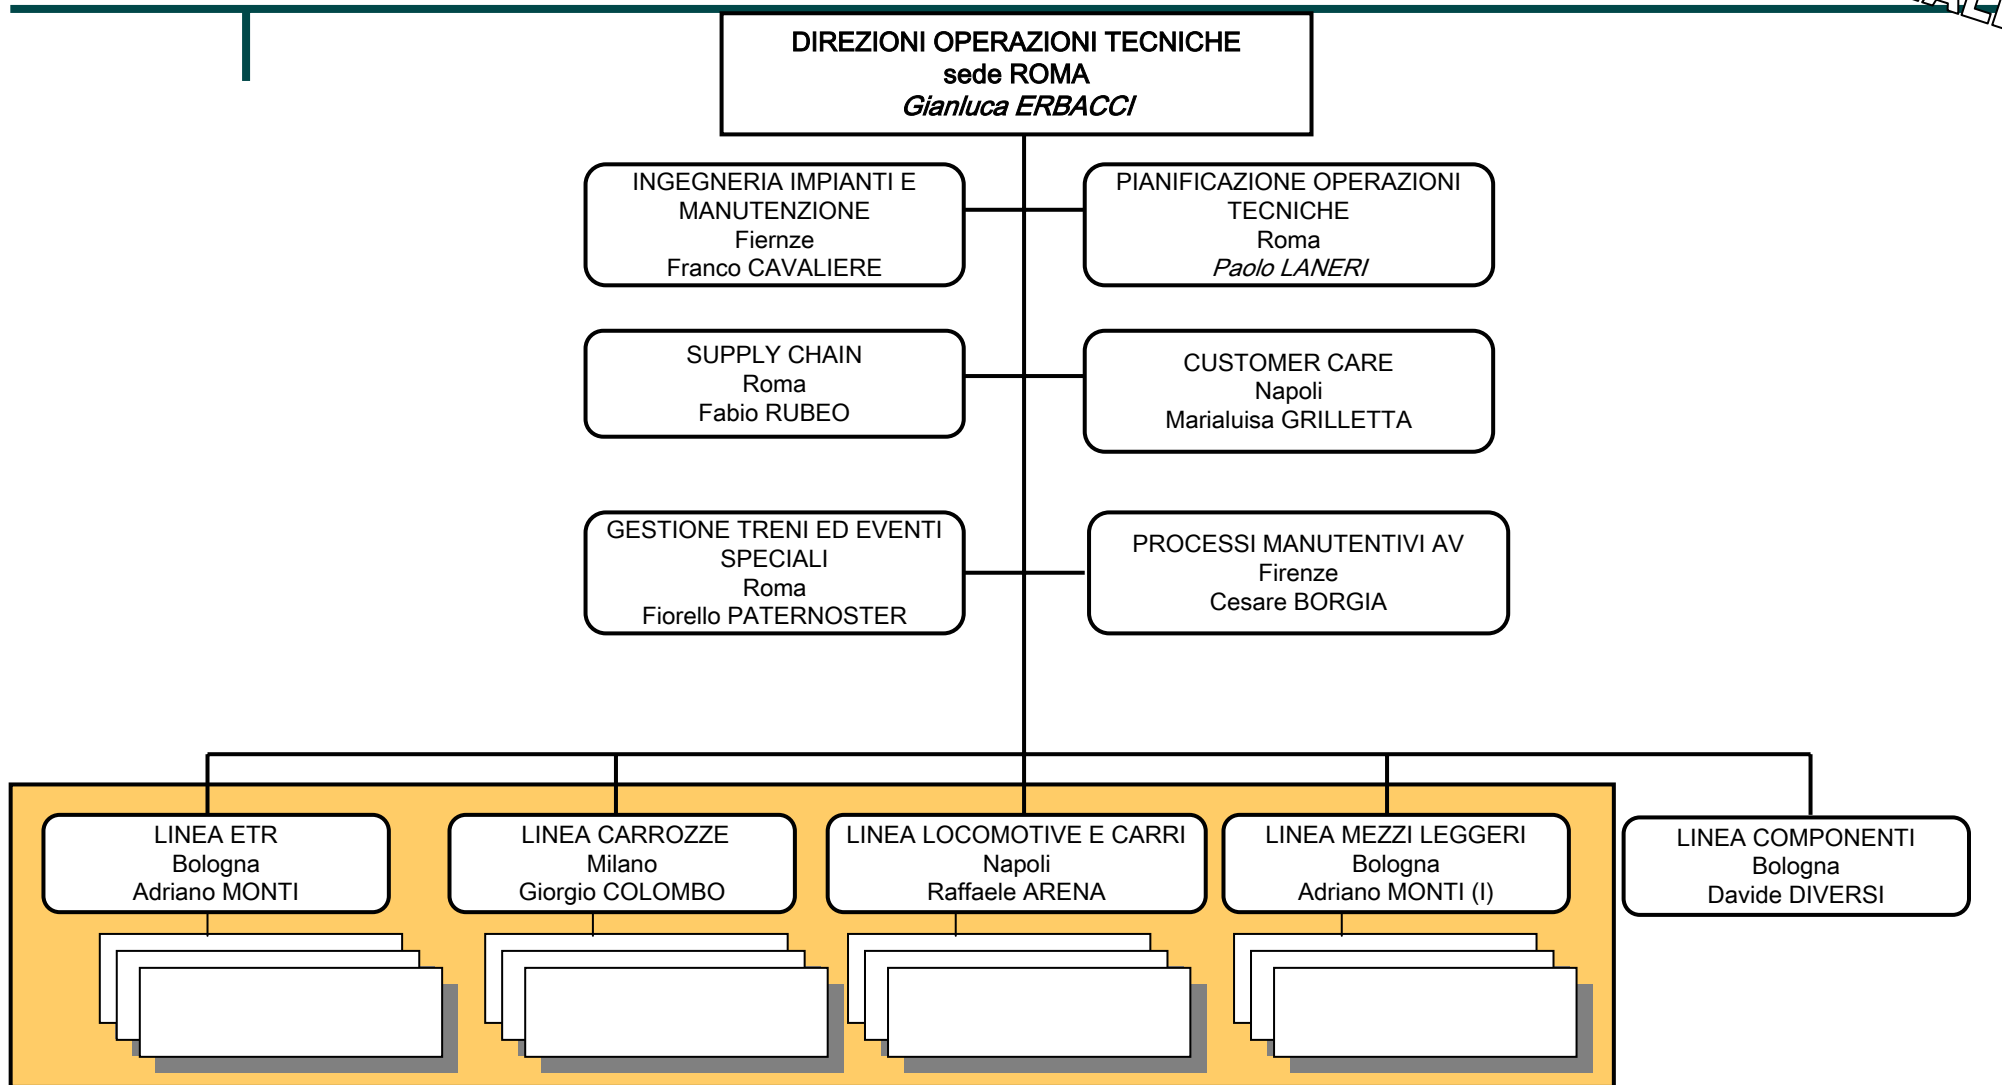 DIREZIONI OPERAZIONI TECNICHE
sede ROMA
Gianluca ERBACCI
INGEGNERIA IMPIANTI E
MANUTENZIONE
Fiernze
Franco CAVALIERE
PIANIFICAZIONE OPERAZIONI
TECNICHE
Roma
Paolo LANERI
SUPPLY CHAIN
Roma
Fabio RUBEO
CUSTOMER CARE
Napoli
Marialuisa GRILLETTA
GESTIONE TRENI ED EVENTI
SPECIALI
Roma
Fiorello PATERNOSTER
PROCESSI MANUTENTIVI AV
Firenze
Cesare BORGIA
LINEA ETR
Bologna
Adriano MONTI
LINEA CARROZZE
Milano
Giorgio COLOMBO
LINEA LOCOMOTIVE E CARRI
Napoli
Raffaele ARENA
LINEA MEZZI LEGGERI
Bologna
Adriano MONTI (I)
LINEA COMPONENTI
Bologna
Davide DIVERSI